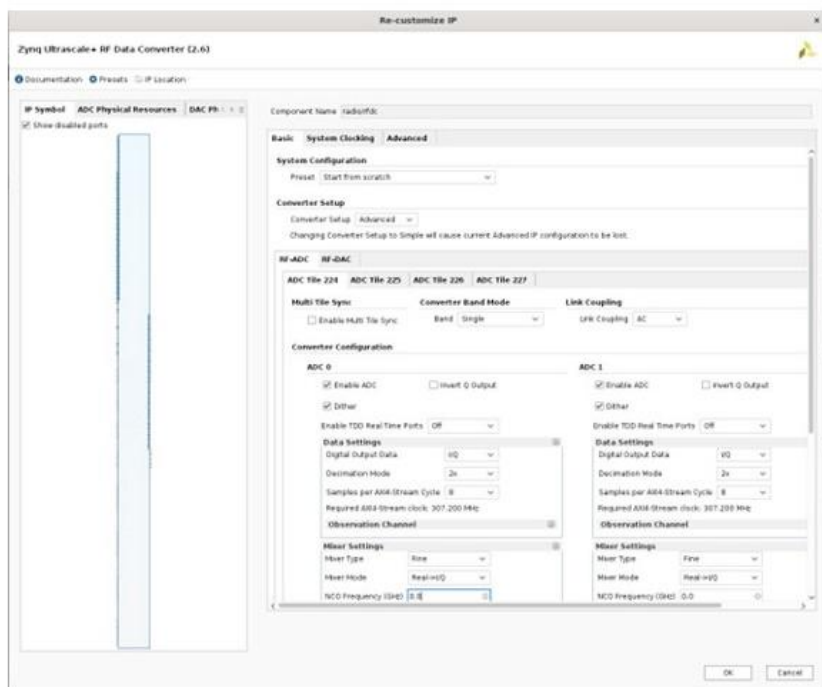 Re-customize IP
Zynq Ultrascale+ RF Data Converter (2.6)
Documentation Presets IP Location
IP Symbol ADC Physical Resources DAC Ph
Show disabled ports
Component Name
Basic System Clocking Advanced
System Configuration
Preset Start from scratch
Converter Setup
Converter Setup Advanced
Changing Converter Setup to Simple will cause current Advanced IP configuration to be lost.
RF-ADC RF-DAC
ADC Tile 224 ADC Tile 225 ADC Tile 226 ADC Tile 227
Multi Tile Sync Converter Band Mode Link Coupling
Enable Multi Tile Sync Band Single Link Coupling AC
Converter Configuration
ADC 0 ADC 1
Enable ADC Invert Q Output Enable ADC Invert Q Output
Dither Dither
Enable TDD Real Time Ports Off Enable TDD Real Time Ports Off
Data Settings Data Settings
Digital Output Data I/Q Digital Output Data I/Q
Decimation Mode 2x Decimation Mode 2x
Samples per AXI4-Stream Cycle 8 Samples per AXI4-Stream Cycle 8
Required AXI4-Stream clock: 307.200 MHz Required AXI4-Stream clock: 307.200 MHz
Observation Channel Observation Channel
Mixer Settings Mixer Settings
Mixer Type Fine Mixer Type Fine
Mixer Mode Real->I/Q Mixer Mode Real->I/Q
NCO Frequency (GHz) NCO Frequency (GHz) 0.0
OK Cancel